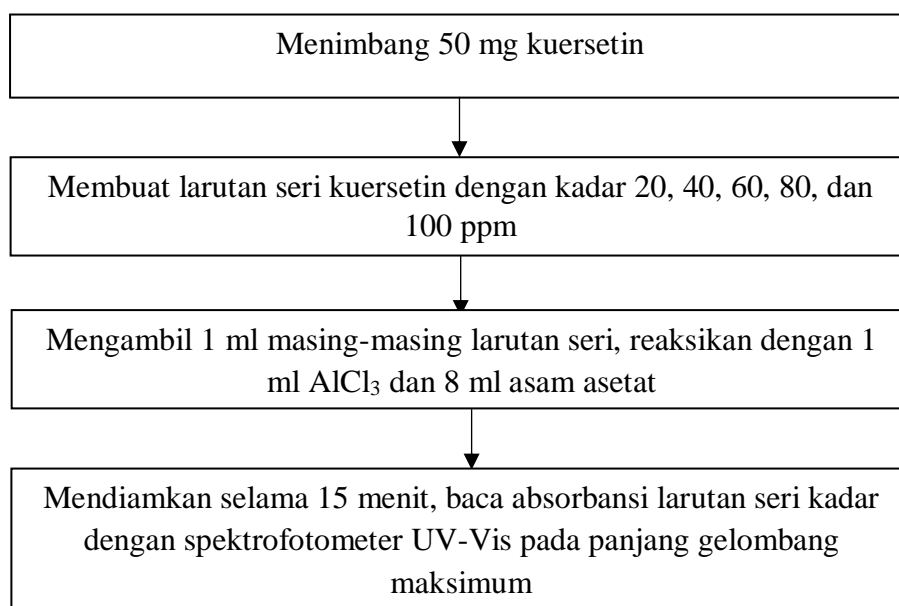 Menimbang 50 mg kuersetin
Membuat larutan seri kuersetin dengan kadar 20, 40, 60, 80, dan
100 ppm
Mengambil 1 ml masing-masing larutan seri, reaksikan dengan 1
ml AlCl₃ dan 8 ml asam asetat
Mendiamkan selama 15 menit, baca absorbansi larutan seri kadar
dengan spektrofotometer UV-Vis pada panjang gelombang
maksimum